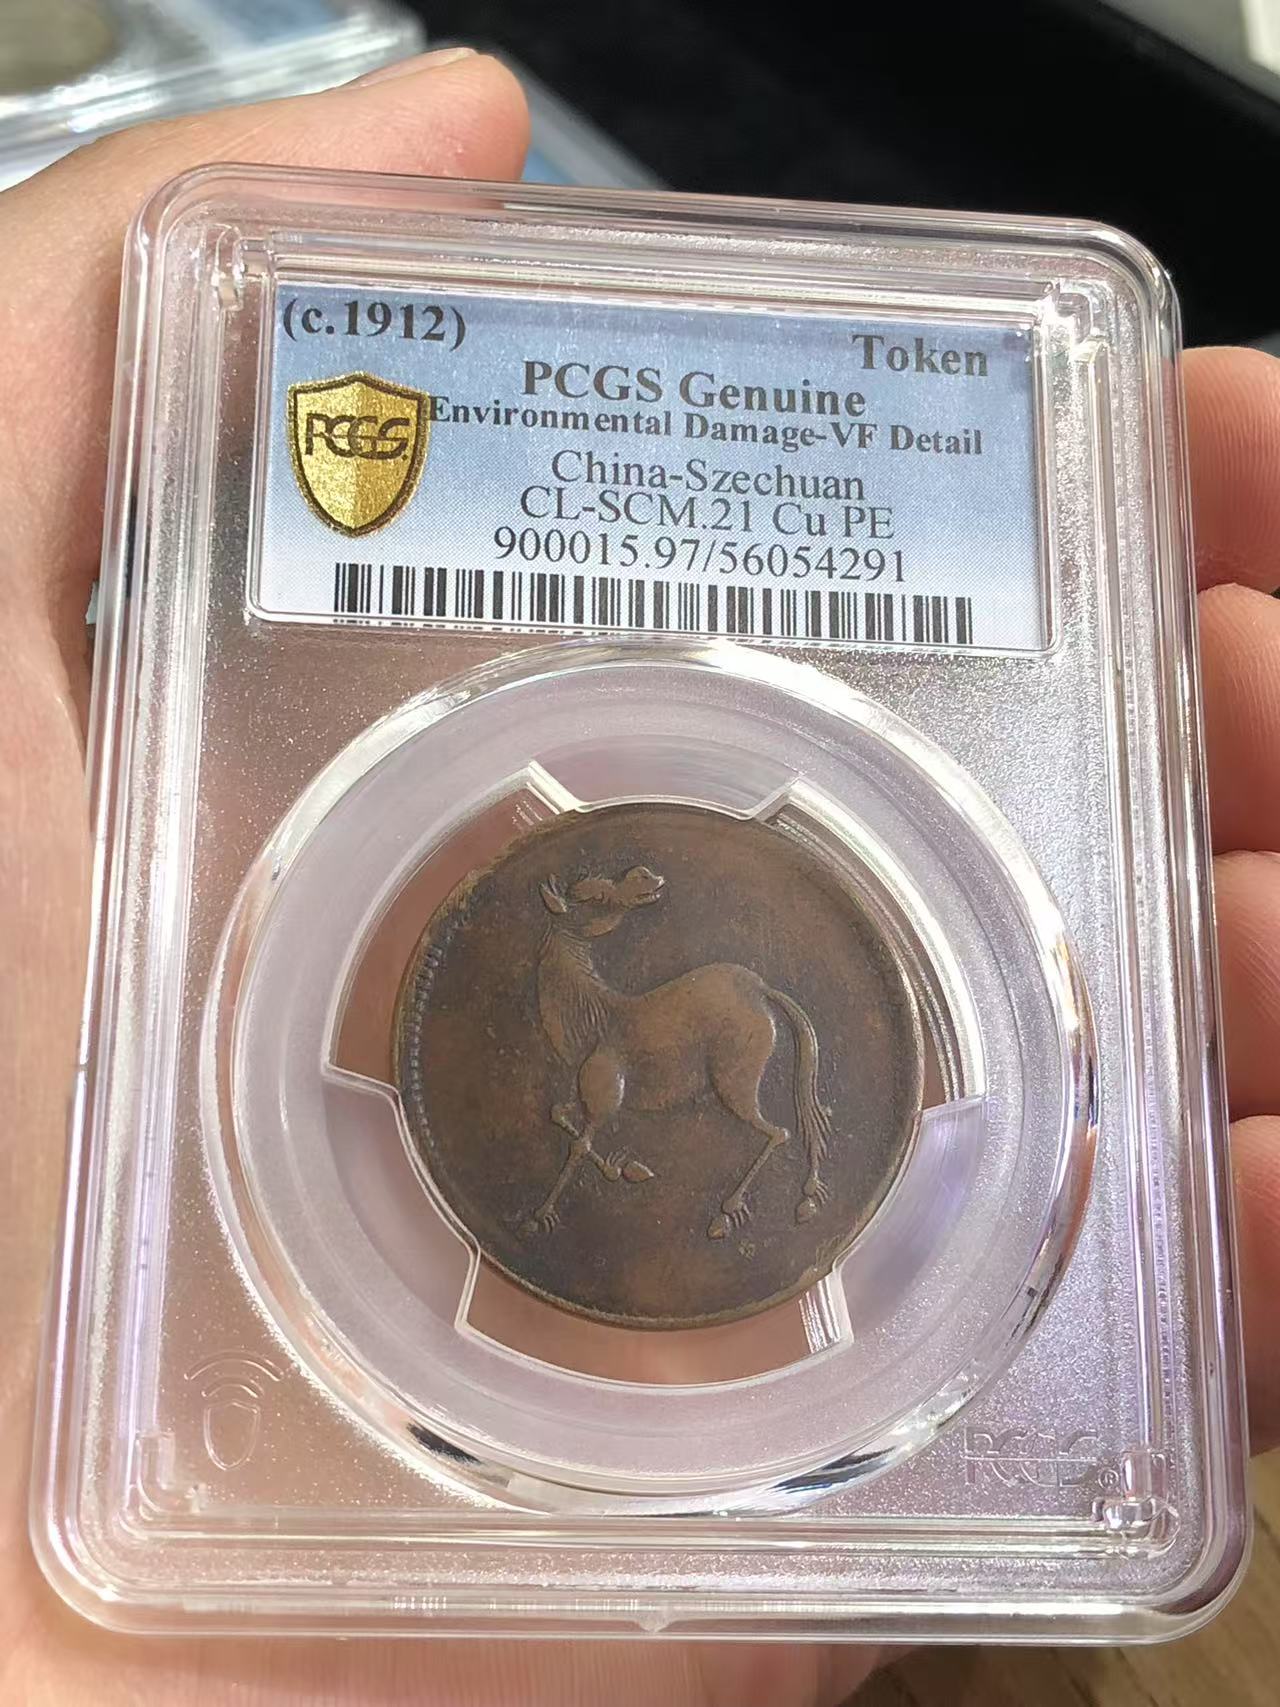 (c.1912)
Token
PCGS Genuine
Environmental Damage-VF Detail
China-Szechuan
CL-SCM.21 Cu PE
900015.97/56054291
PCGS
PCGS®